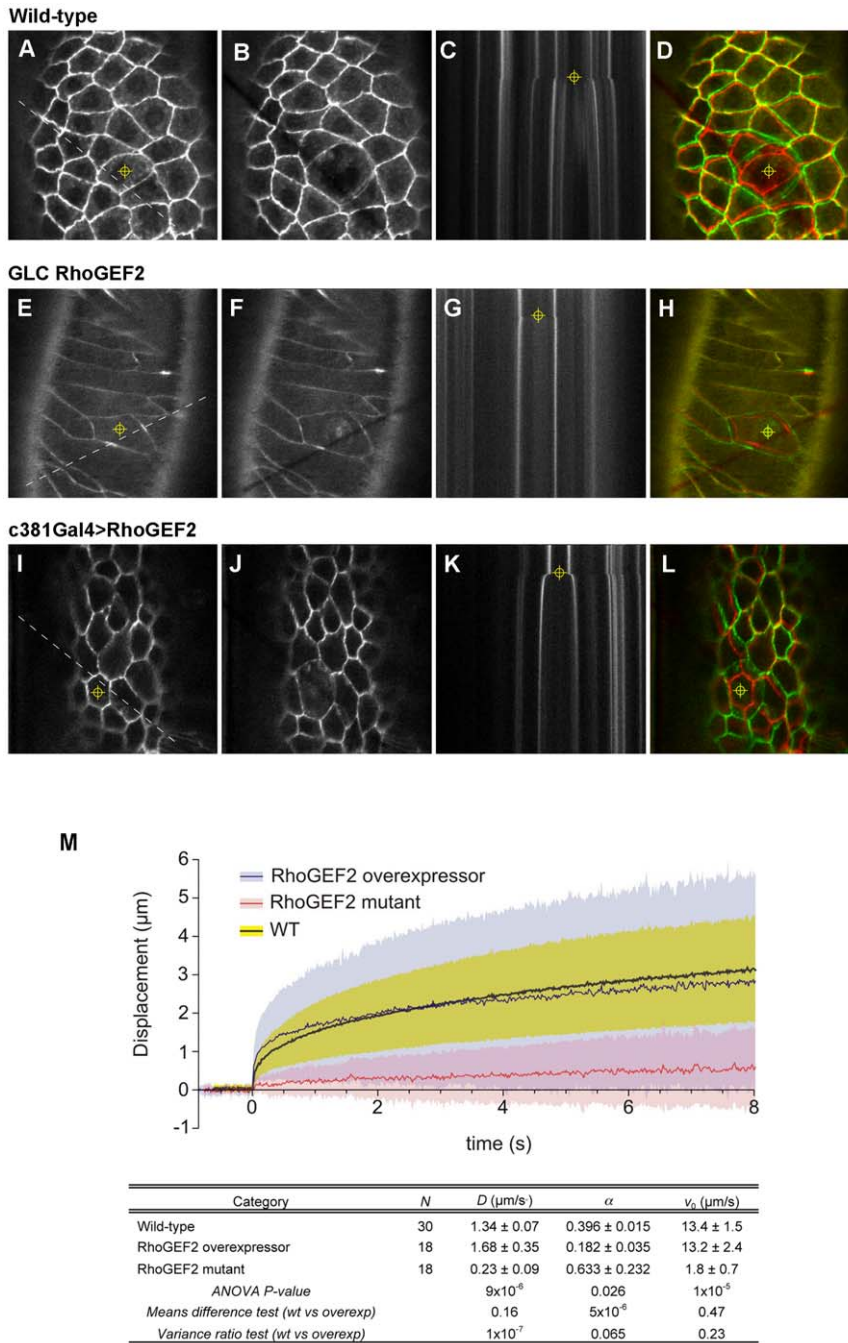 Wild-type
A B C D
GLC RhoGEF2
E F G H
c381Gal4>RhoGEF2
I J K L
M
6
5
4
3
2
1
0
-1
Displacement (µm)
RhoGEF2 overexpressor
RhoGEF2 mutant
WT
0 2 4 6 8
time (s)
Category N D (µm/s·) α v₀ (µm/s)
Wild-type 30 1.34 ± 0.07 0.396 ± 0.015 13.4 ± 1.5
RhoGEF2 overexpressor 18 1.68 ± 0.35 0.182 ± 0.035 13.2 ± 2.4
RhoGEF2 mutant 18 0.23 ± 0.09 0.633 ± 0.232 1.8 ± 0.7
ANOVA P-value 9x10⁻⁶ 0.026 1x10⁻⁵
Means difference test (wt vs overexp) 0.16 5x10⁻⁶ 0.47
Variance ratio test (wt vs overexp) 1x10⁻⁷ 0.065 0.23